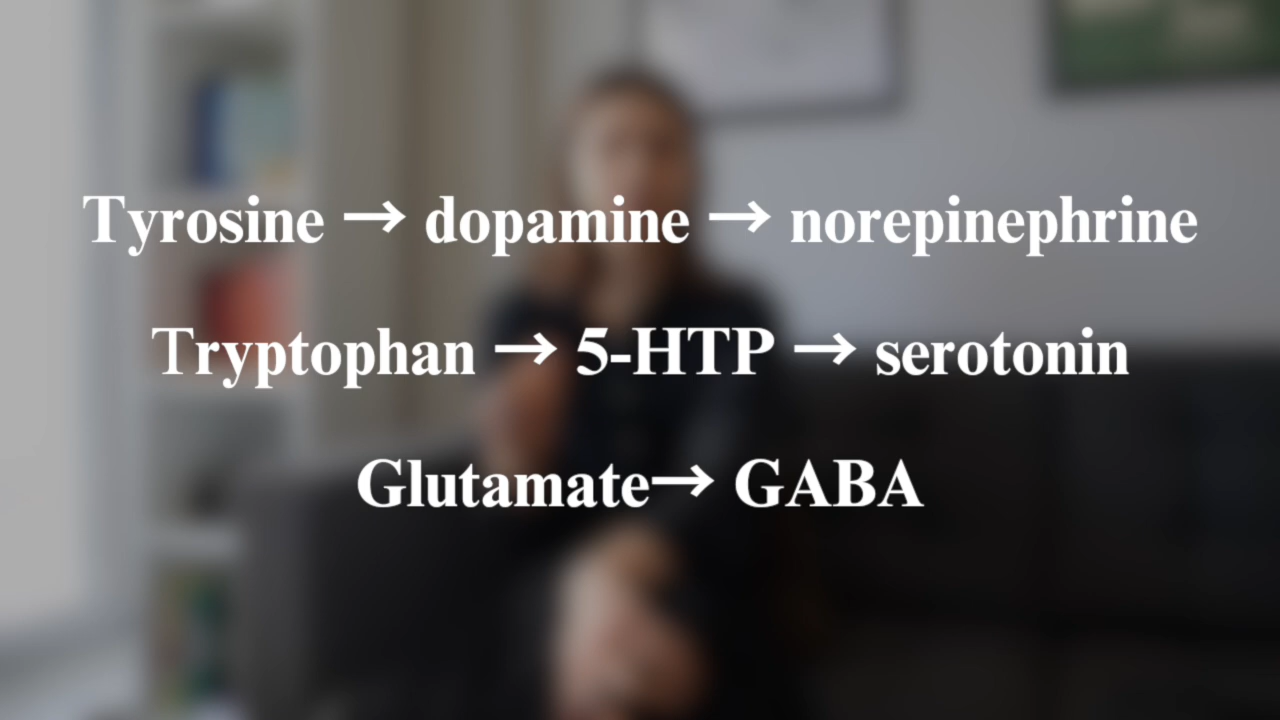 Tyrosine → dopamine → norepinephrine
Tryptophan → 5-HTP → serotonin
Glutamate→ GABA